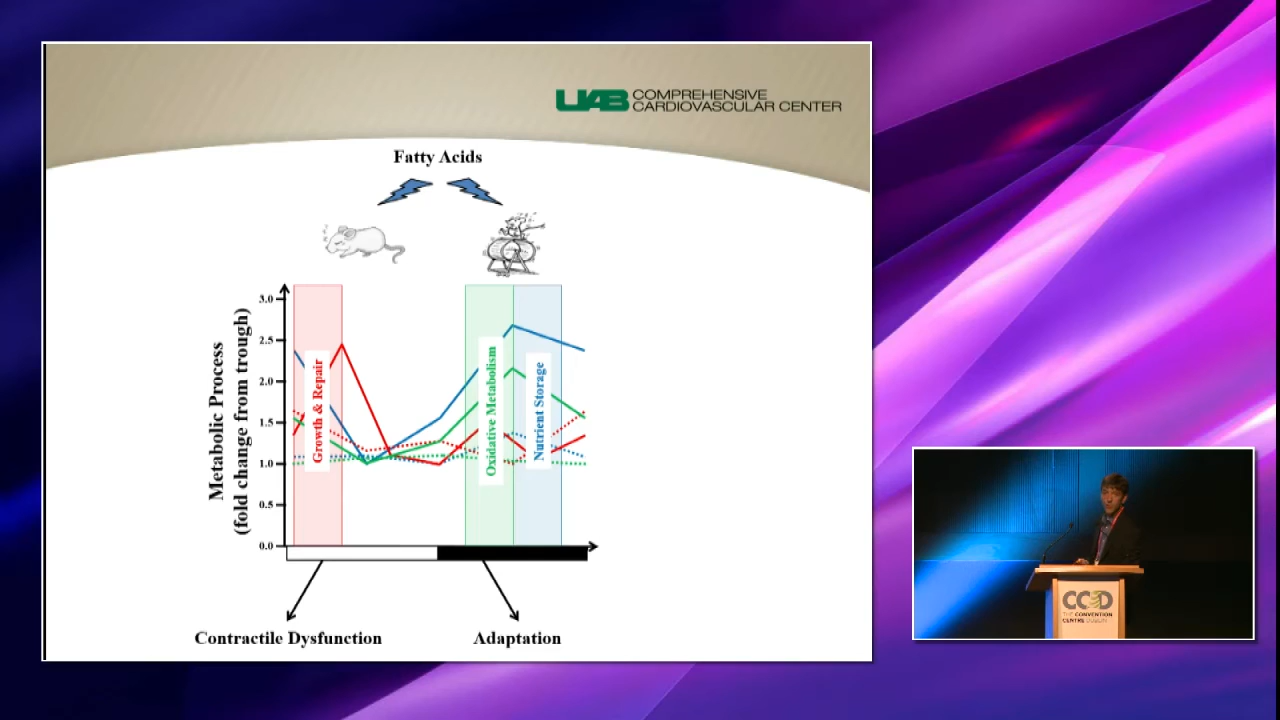 UAB COMPREHENSIVE
CARDIOVASCULAR CENTER
Fatty Acids
Metabolic Process
(fold change from trough)
3.0
2.5
2.0
1.5
1.0
0.5
0.0
Growth & Repair
Oxidative Metabolism
Nutrient Storage
Contractile Dysfunction
Adaptation
THE CONVENTION
CENTRE DUBLIN